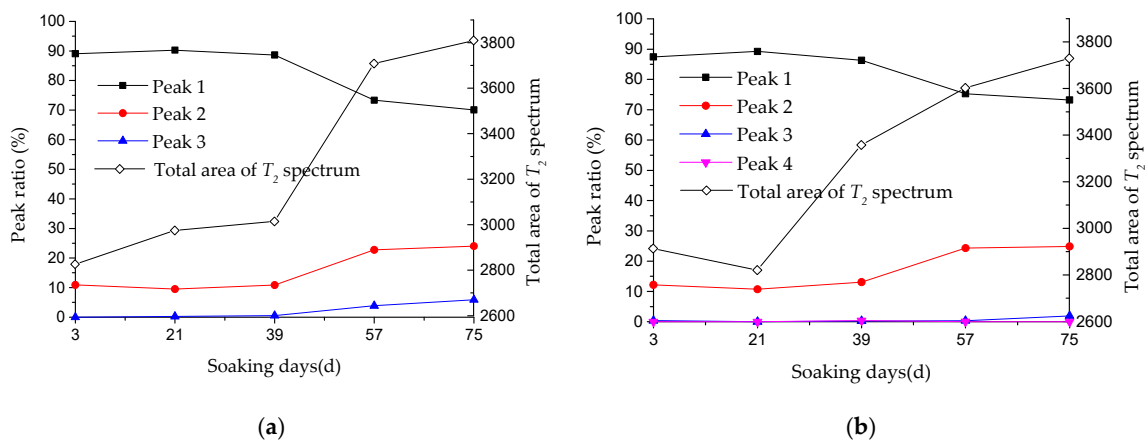 100
90
80
70
60
50
40
30
20
10
0
Peak ratio (%)
Peak 1
Peak 2
Peak 3
Total area of T₂ spectrum
3800
3600
3400
3200
3000
2800
2600
Total area of T₂ spectrum
3 21 39 57 75
Soaking days(d)
(a)
100
90
80
70
60
50
40
30
20
10
0
Peak ratio (%)
Peak 1
Peak 2
Peak 3
Peak 4
Total area of T₂ spectrum
3800
3600
3400
3200
3000
2800
2600
Total area of T₂ spectrum
3 21 39 57 75
Soaking days(d)
(b)